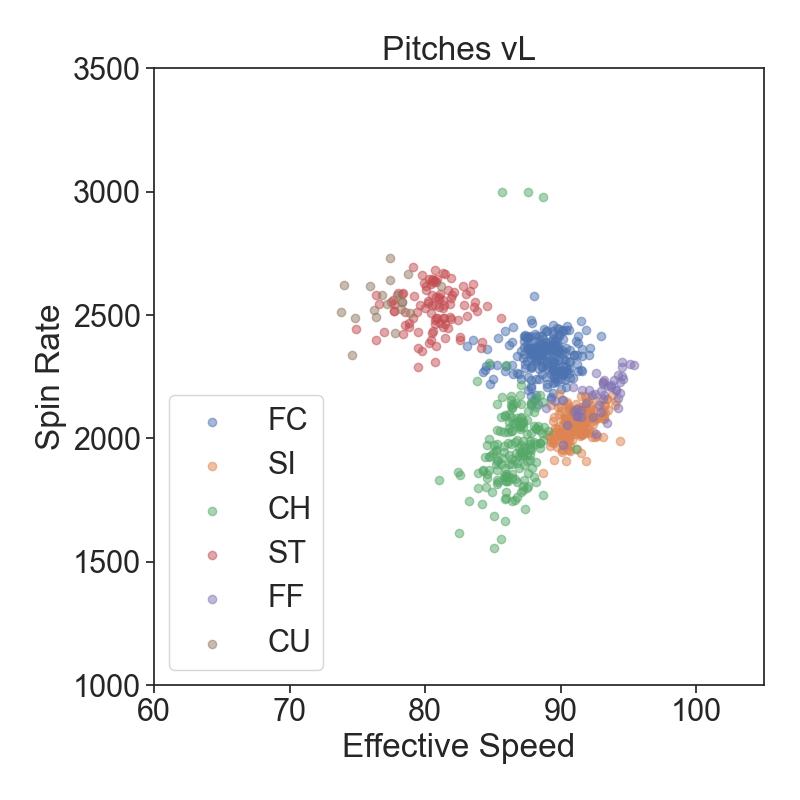 Pitches vL
3500
3000
2500
2000
1500
1000
Spin Rate
FC
SI
CH
ST
FF
CU
60 70 80 90 100
Effective Speed